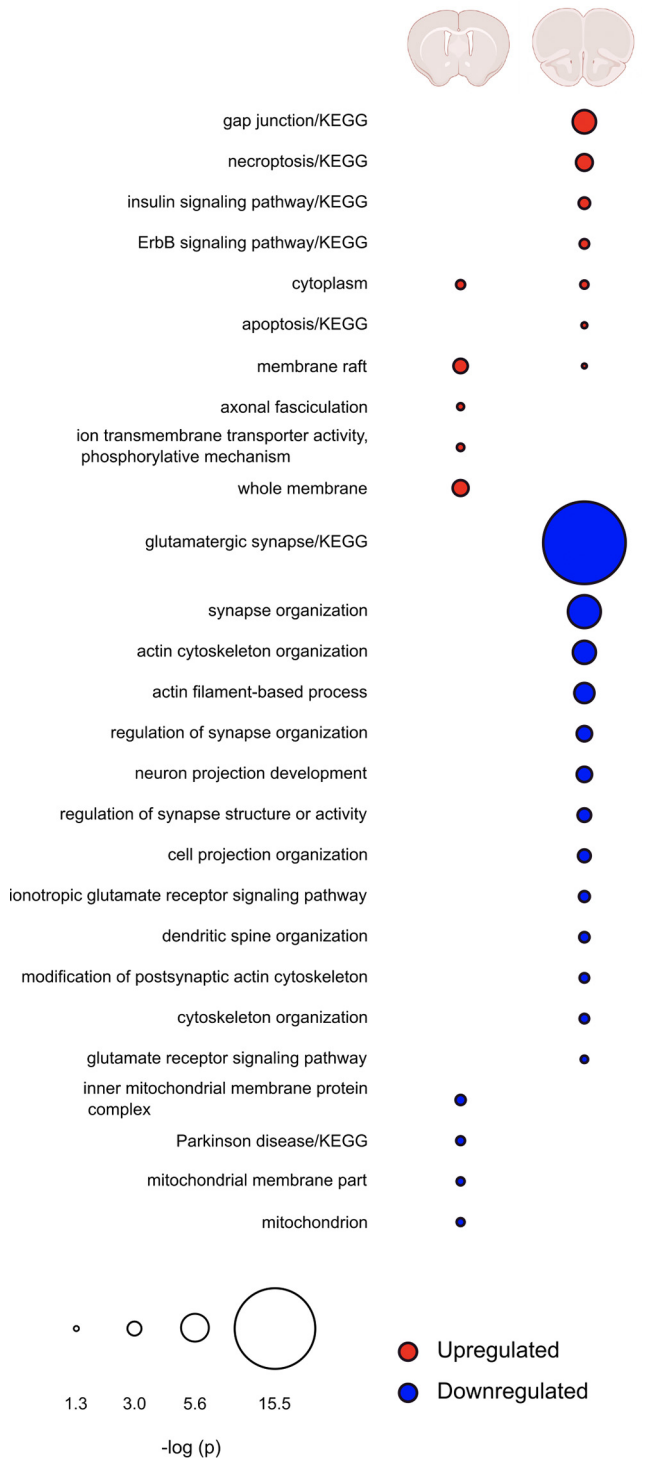 gap junction/KEGG
necroptosis/KEGG
insulin signaling pathway/KEGG
ErbB signaling pathway/KEGG
cytoplasm
apoptosis/KEGG
membrane raft
axonal fasciculation
ion transmembrane transporter activity,
phosphorylative mechanism
whole membrane
glutamatergic synapse/KEGG
synapse organization
actin cytoskeleton organization
actin filament-based process
regulation of synapse organization
neuron projection development
regulation of synapse structure or activity
cell projection organization
ionotropic glutamate receptor signaling pathway
dendritic spine organization
modification of postsynaptic actin cytoskeleton
cytoskeleton organization
glutamate receptor signaling pathway
inner mitochondrial membrane protein
complex
Parkinson disease/KEGG
mitochondrial membrane part
mitochondrion
1.3 3.0 5.6 15.5
-log (p)
Upregulated
Downregulated